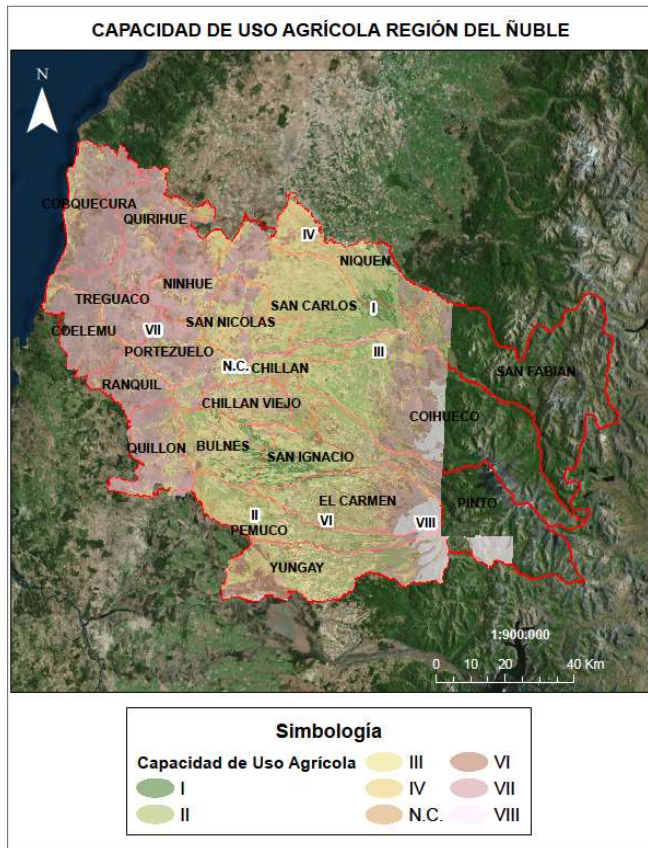 CAPACIDAD DE USO AGRÍCOLA REGIÓN DEL ÑUBLE
N
COBQUECURA
QUIRIHUE
IV
NIQUEN
NINHUE
TREGUACO
SAN CARLOS
I
COELEMU
VII
SAN NICOLAS
PORTEZUELO
III
N.C.
CHILLAN
SAN FABIAN
RANQUIL
CHILLAN VIEJO
COIHUECO
QUILLON
BULNES
SAN IGNACIO
EL CARMEN
PINTO
II
VI
VIII
PEMUCO
YUNGAY
1:900.000
0 10 20 40 Km
Simbología
Capacidad de Uso Agrícola
I
II
III
IV
N.C.
VI
VII
VIII